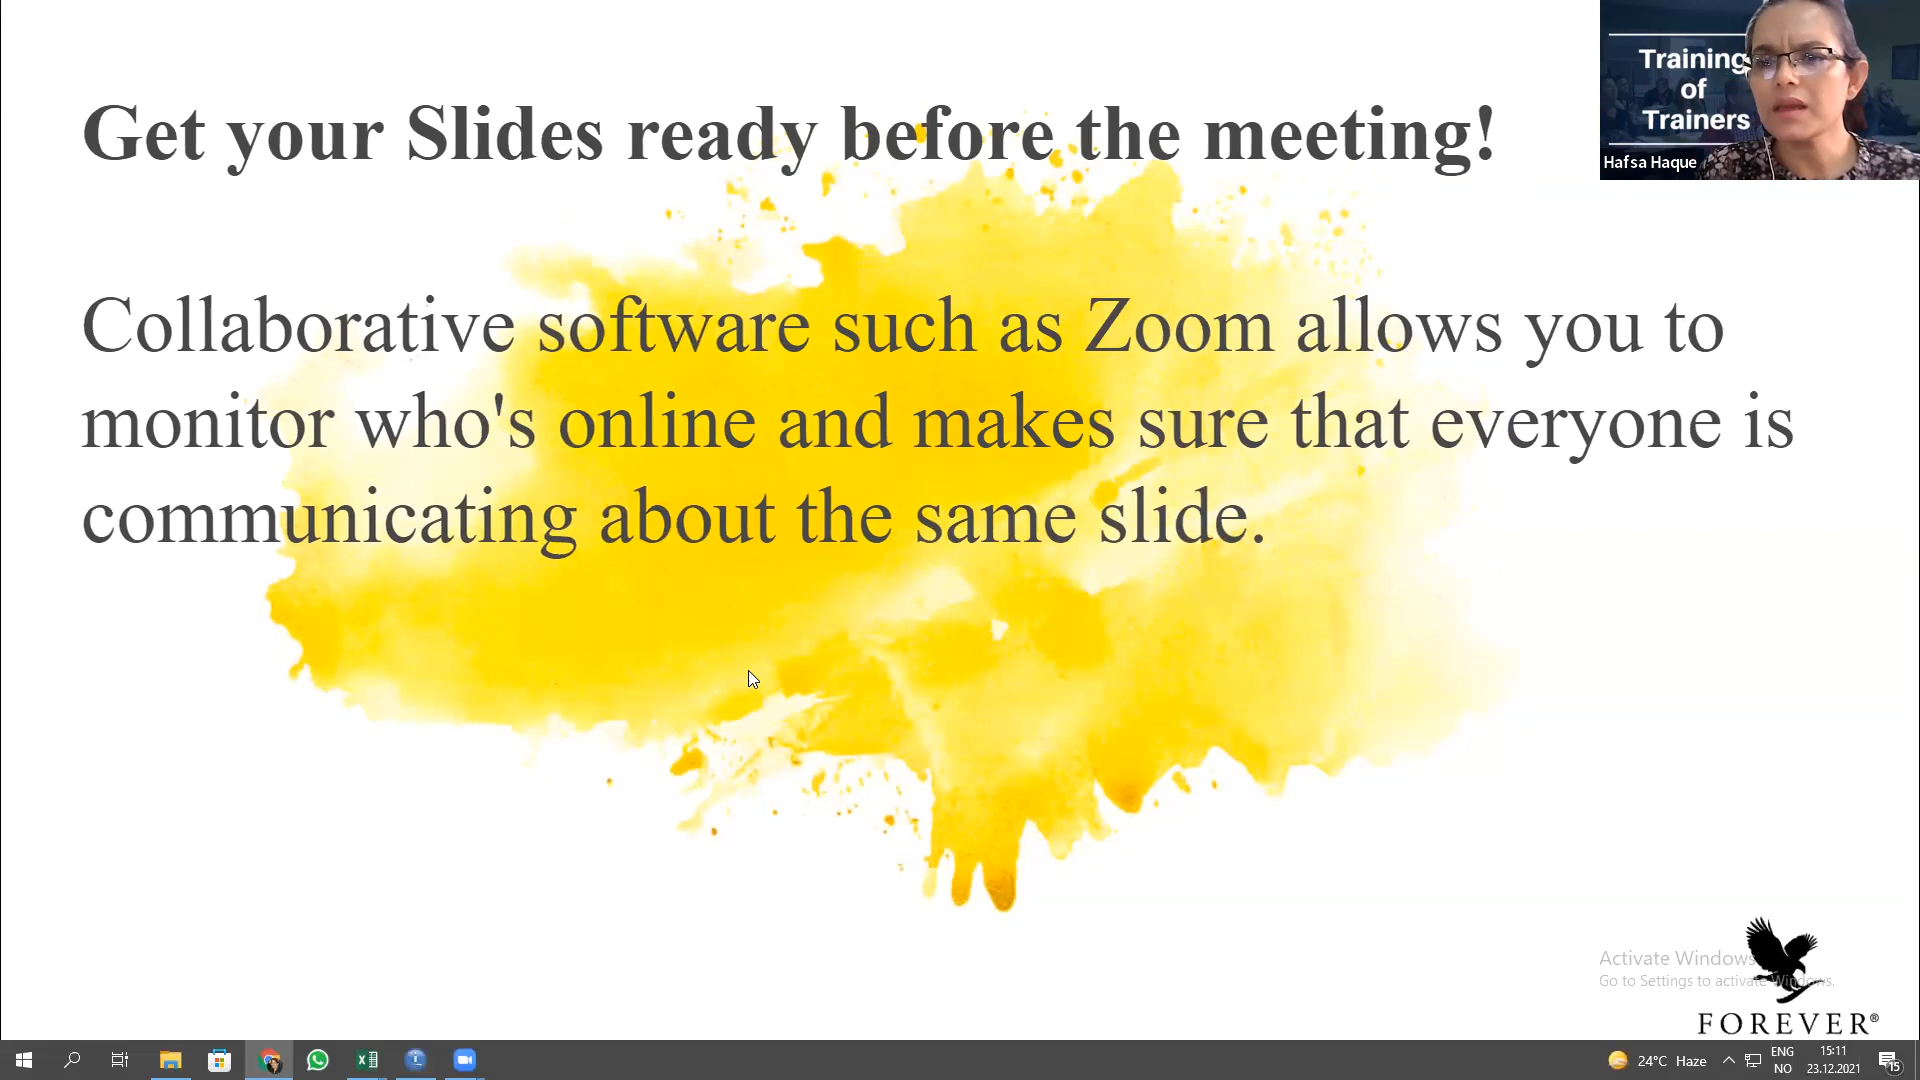 Get your Slides ready before the meeting!
Training
of
Trainers
Hafsa Haque
Collaborative software such as Zoom allows you to
monitor who's online and makes sure that everyone is
communicating about the same slide.
Activate Windows
Go to Settings to activate Windows.
FOREVER®
24°C Haze
ENG
NO
15:11
23.12.2021
15